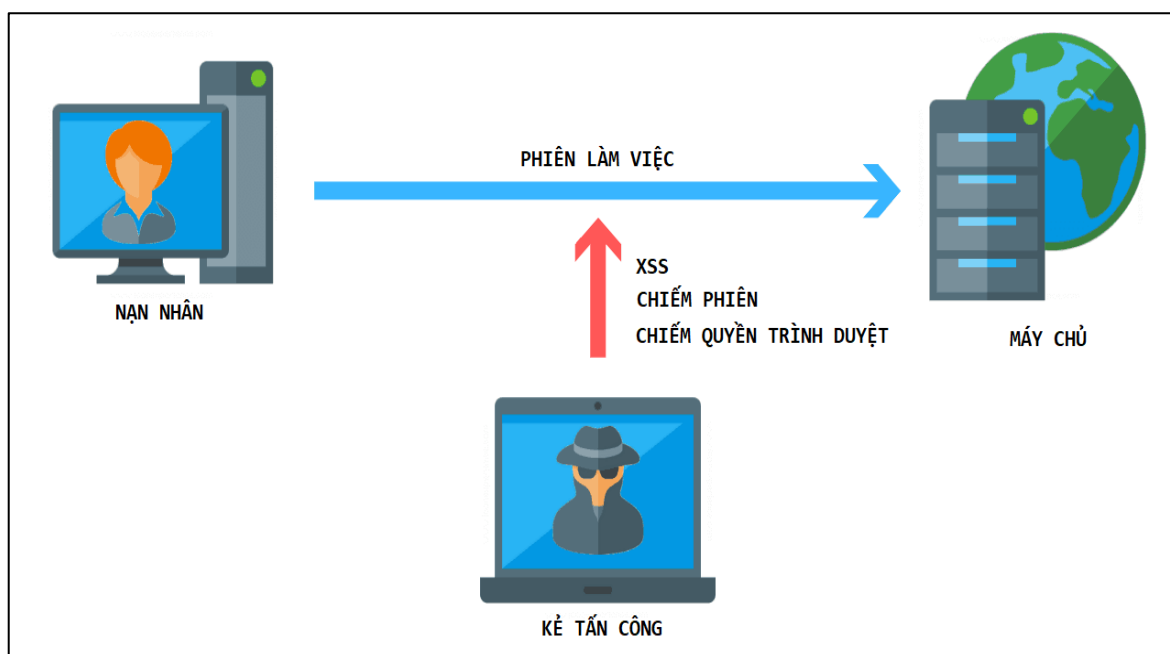 PHIÊN LÀM VIỆC
XSS
CHIẾM PHIÊN
CHIẾM QUYỀN TRÌNH DUYỆT
NẠN NHÂN
MÁY CHỦ
KẺ TẤN CÔNG